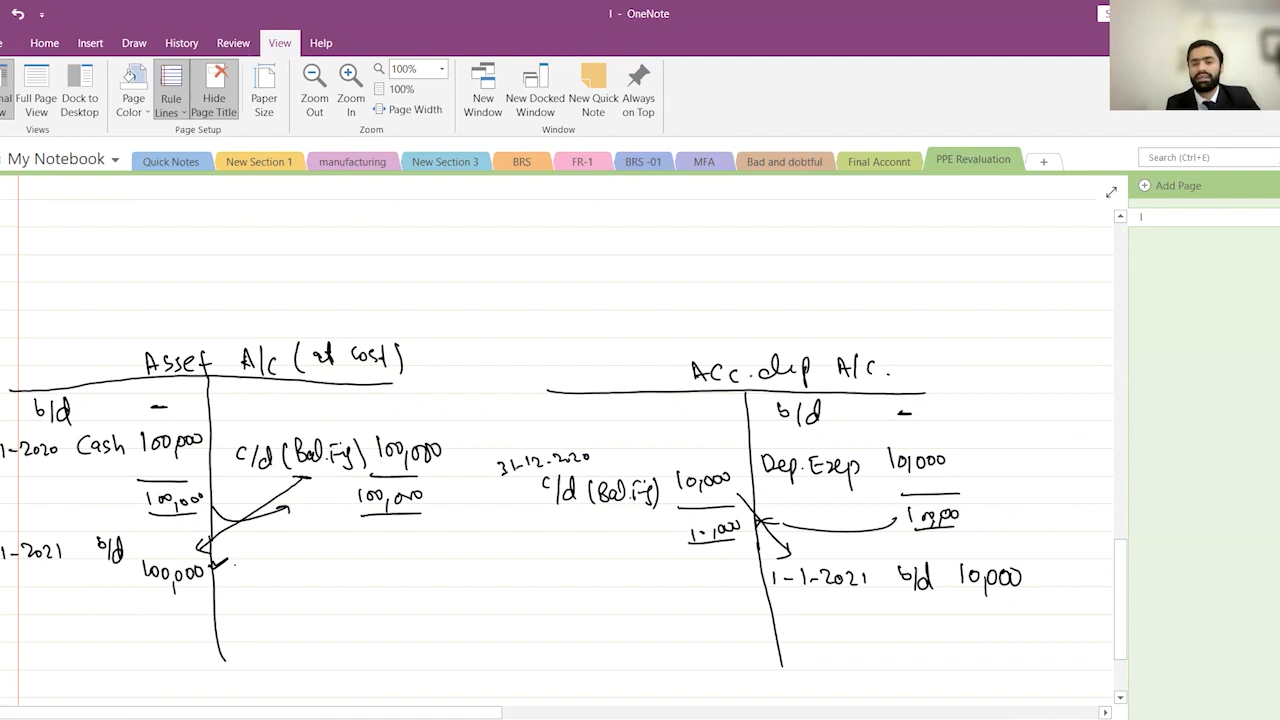 I - OneNote
Home Insert Draw History Review View Help
Full Page View
Dock to Desktop
Page Color
Rule Lines
Hide Page Title
Paper Size
Zoom Out
Zoom In
100%
100%
Page Width
New Window
New Docked Window
New Quick Note
Always on Top
Views Page Setup Zoom Window
My Notebook Quick Notes New Section 1 manufacturing New Section 3 BRS FR-1 BRS -01 MFA Bad and dobtful Final Acconnt PPE Revaluation +
Search (Ctrl+E)
Add Page
I
Asset A/c (at cost)
b/d -
1-2020 Cash 100,000
c/d (Bal.Fig) 100,000
100,000 100,000
1-2021 b/d
100,000
Acc.dep A/c.
b/d -
Dep. Exep 10,000
31-12-2020
c/d (Bal.Fig) 10,000
10,000
1-1-2021 b/d 10,000